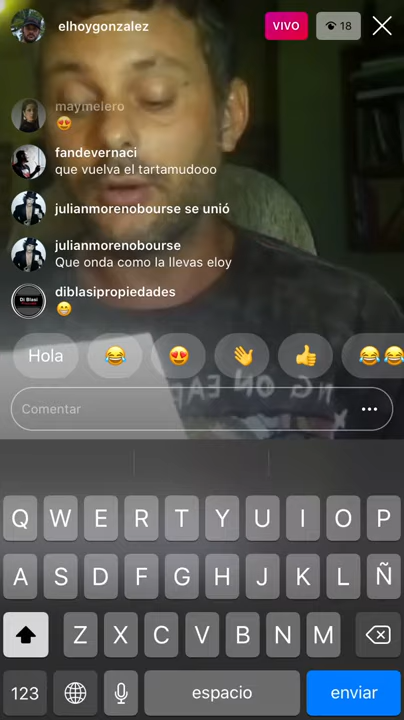 elhoygonzalez
VIVO
18
maymelero
😍
fandevernaci
que vuelva el tartamudooo
julianmorenobourse se unió
julianmorenobourse
Que onda como la llevas eloy
diblasipropiedades
😁
Hola 😂 😍 👋 👍 😂😂
Comentar
Q W E R T Y U I O P
A S D F G H J K L Ñ
Z X C V B N M
123 espacio enviar